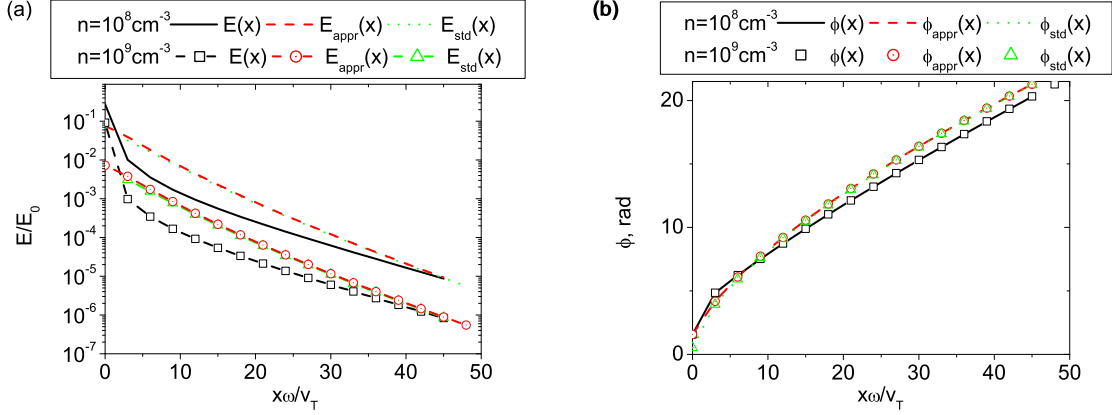 (a)
n=10⁸cm⁻³ E(x) E_appr(x) E_std(x)
n=10⁹cm⁻³ E(x) E_appr(x) E_std(x)
10⁻¹
10⁻²
10⁻³
10⁻⁴
10⁻⁵
10⁻⁶
10⁻⁷
E/E₀
0 10 20 30 40 50
xω/v_T
(b)
n=10⁸cm⁻³ ϕ(x) ϕ_appr(x) ϕ_std(x)
n=10⁹cm⁻³ ϕ(x) ϕ_appr(x) ϕ_std(x)
20
10
0
ϕ, rad
0 10 20 30 40 50
xω/v_T